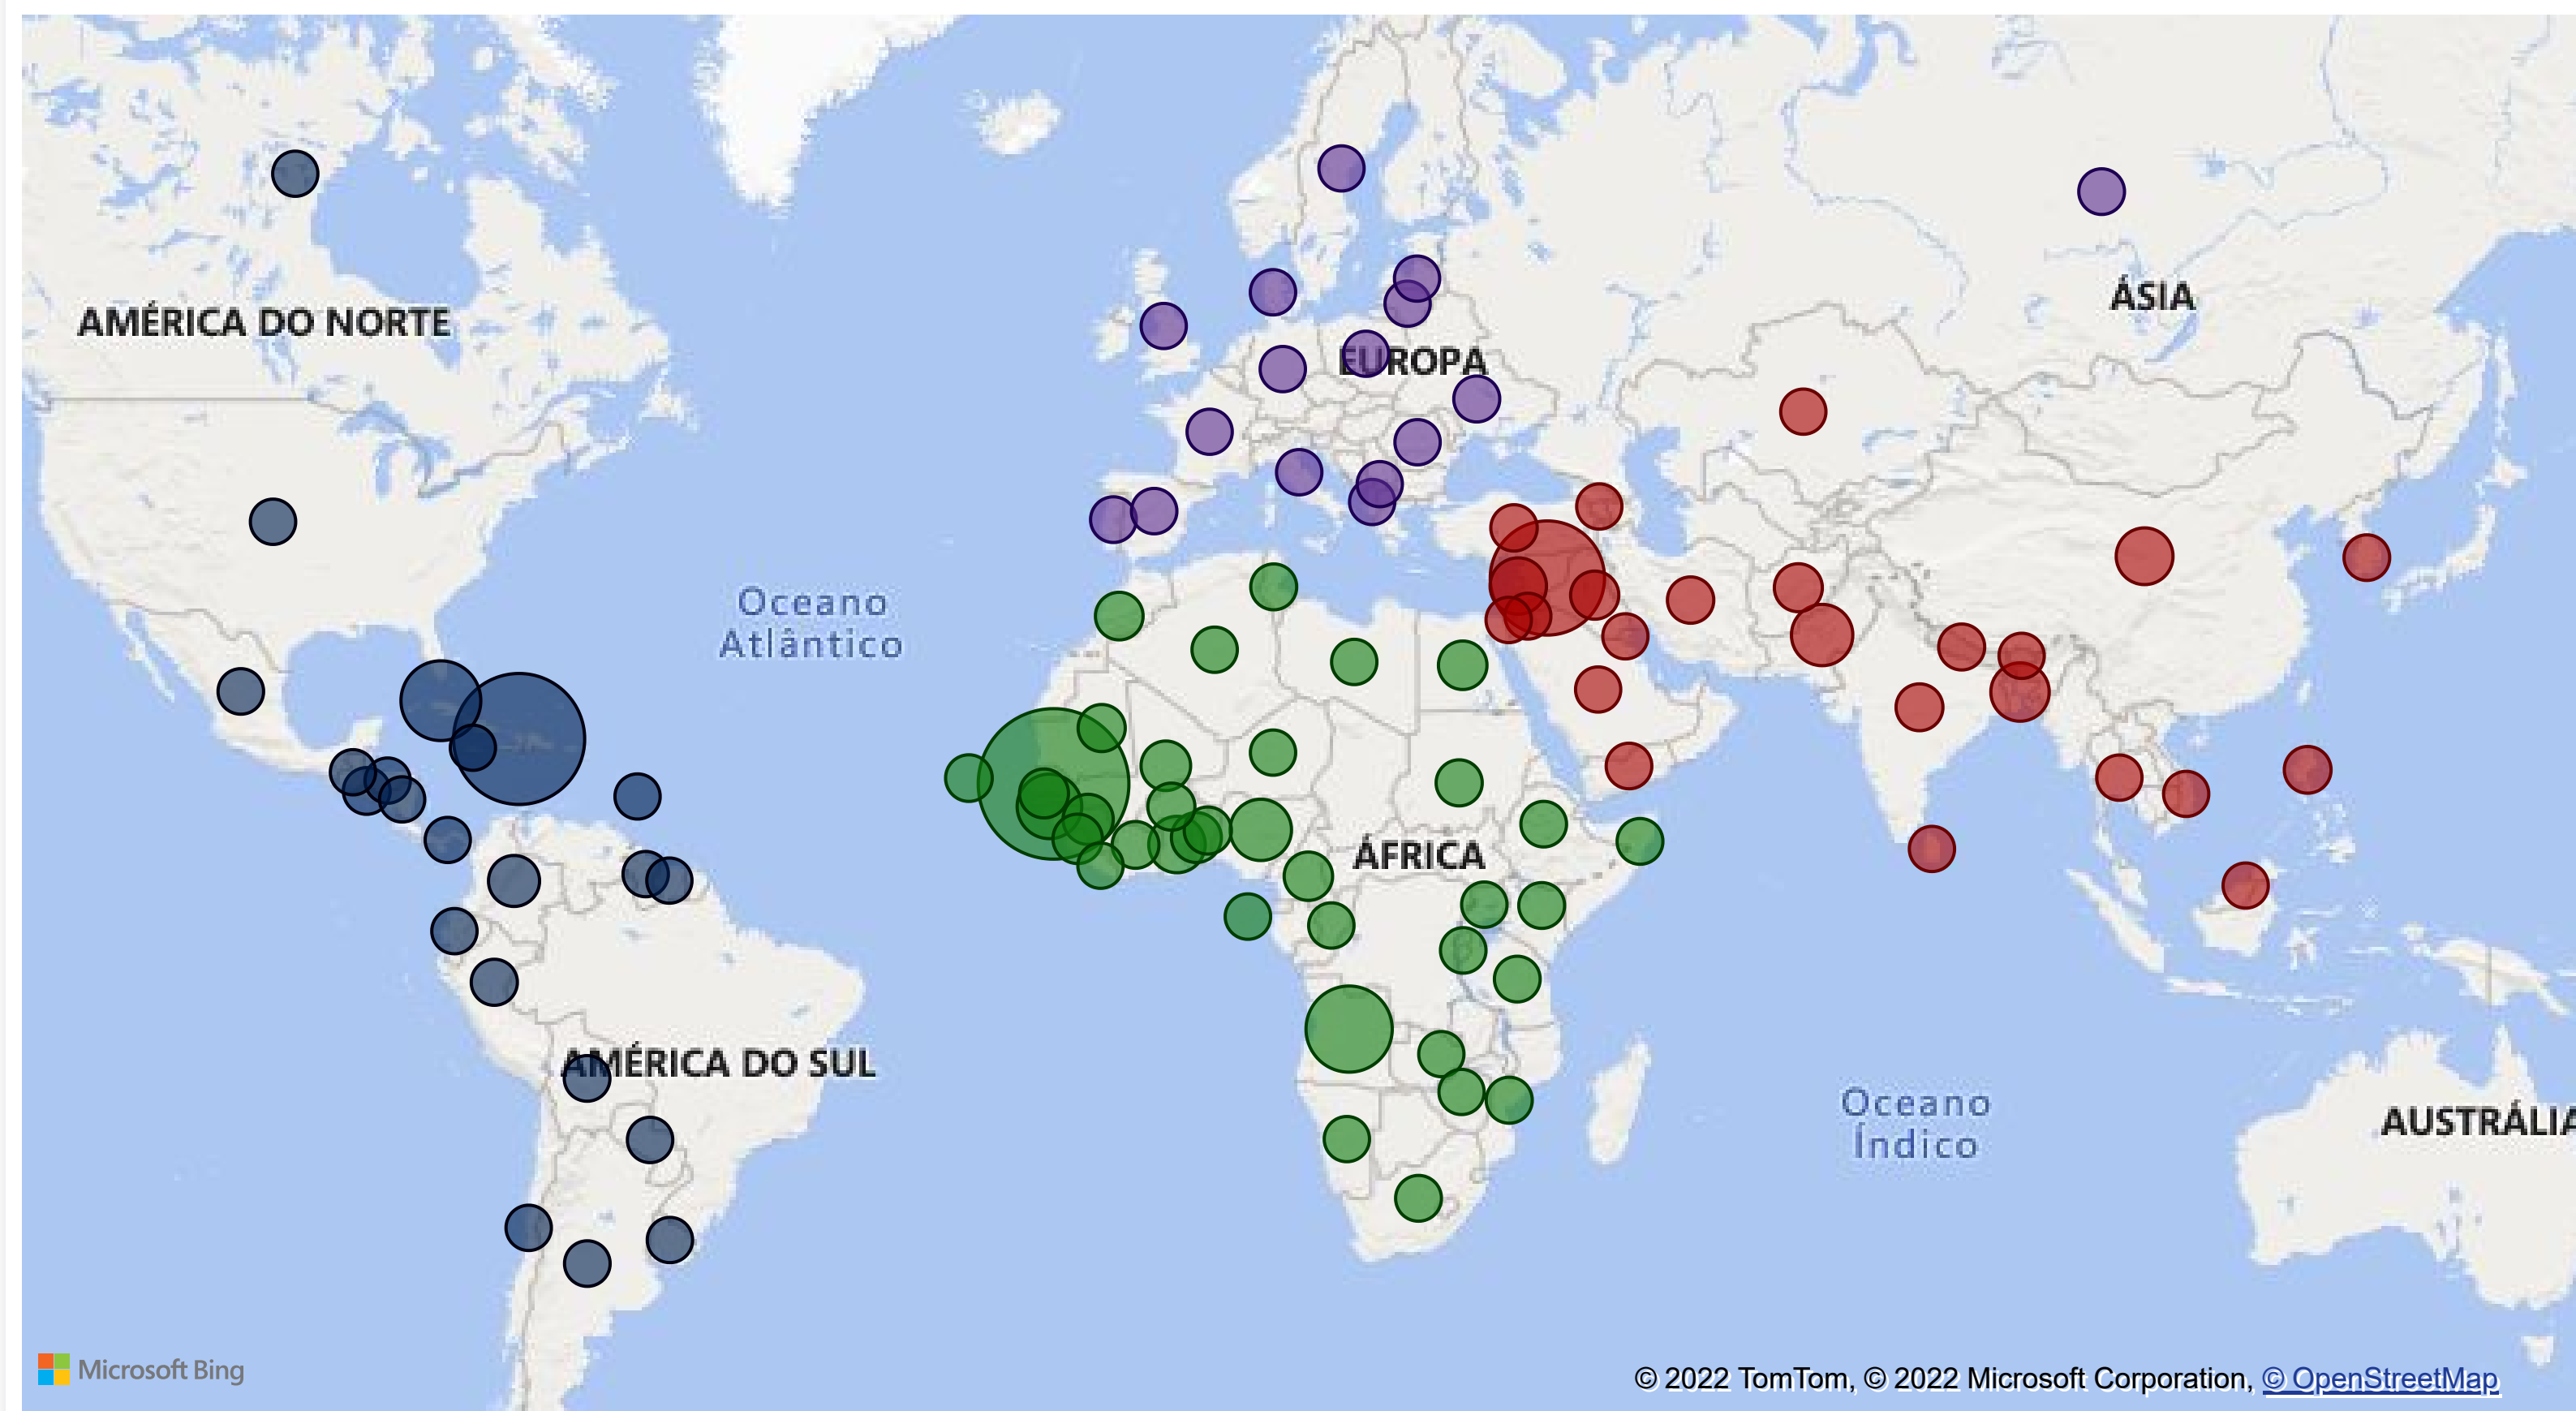 AMÉRICA DO NORTE
ÁSIA
EUROPA
Oceano
Atlântico
ÁFRICA
AMÉRICA DO SUL
Oceano
Índico
AUSTRÁLIA
Microsoft Bing
© 2022 TomTom, © 2022 Microsoft Corporation, © OpenStreetMap